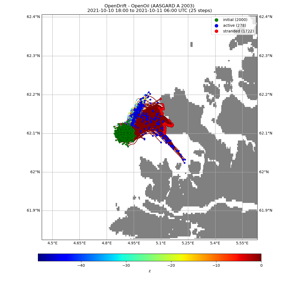 OpenDrift - OpenOil (AASGARD A 2003)
2021-10-10 18:00 to 2021-10-11 06:00 UTC (25 steps)
62.4°N
62.4°N
initial (2000)
active (278)
62.3°N
62.3°N
62.2°N
62.2°N
62.1°N
62.1°N
62°N
62°N
61.9°N
61.9°N
4.5°E
4.65°E
4.8°E
4.95°E
5.1°E
5.25°E
5.4°E
5.55°E
−40
−30
−20
−10
0
z